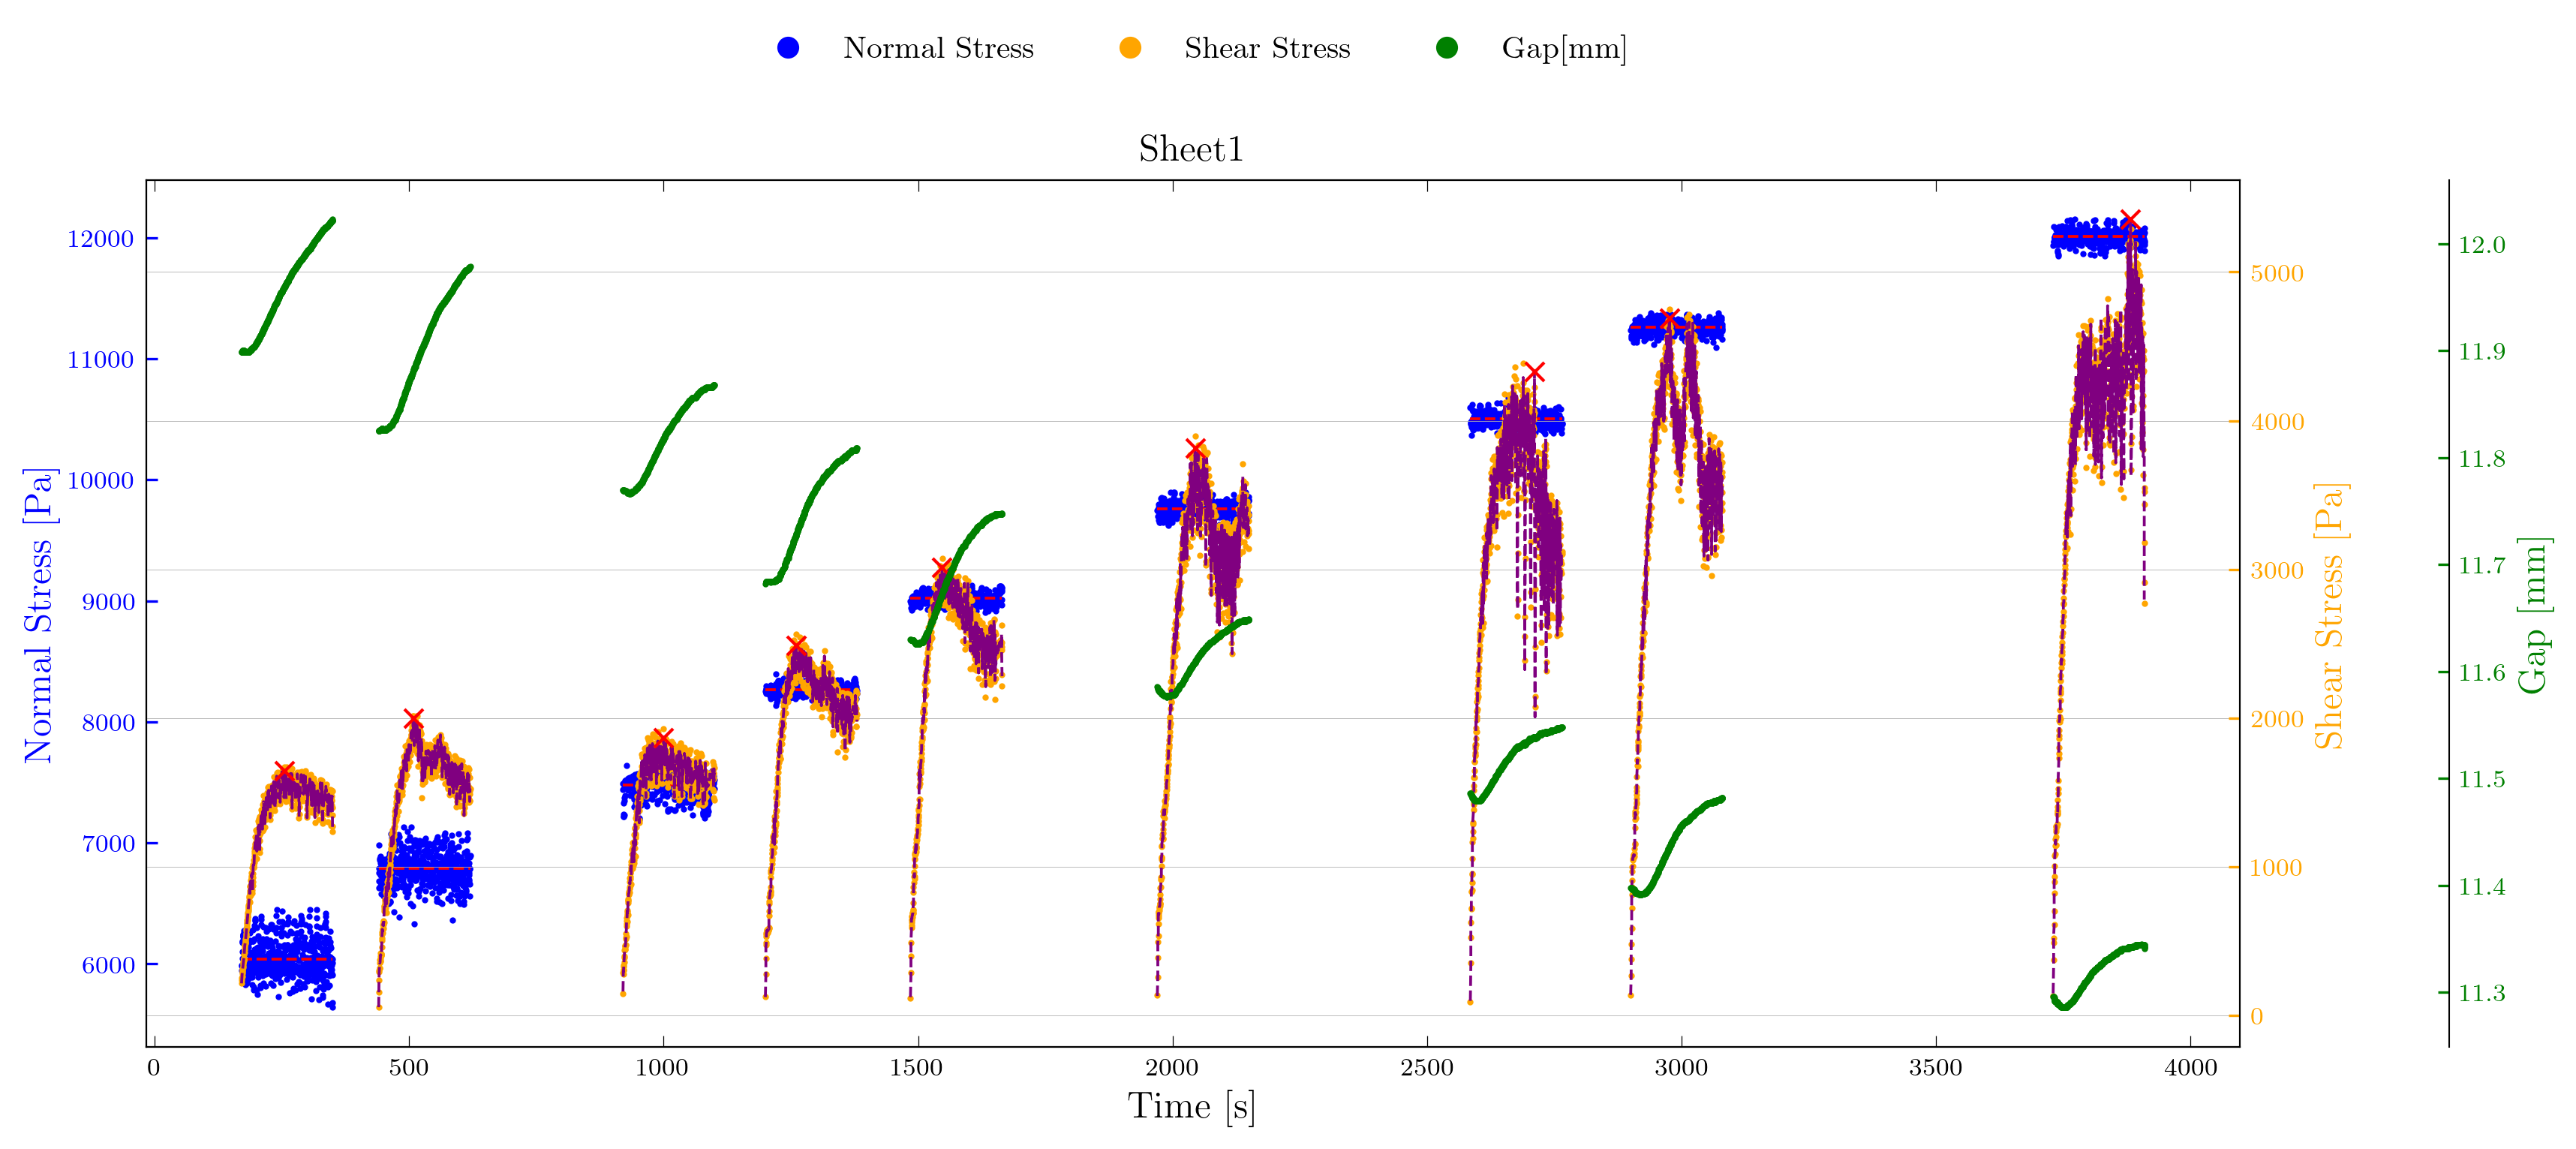 Normal Stress
Shear Stress
Gap[mm]
Sheet1
12000
11000
10000
9000
8000
7000
6000
Normal Stress [Pa]
5000
4000
3000
2000
1000
0
Shear Stress [Pa]
12.0
11.9
11.8
11.7
11.6
11.5
11.4
11.3
Gap [mm]
0 500 1000 1500 2000 2500 3000 3500 4000
Time [s]